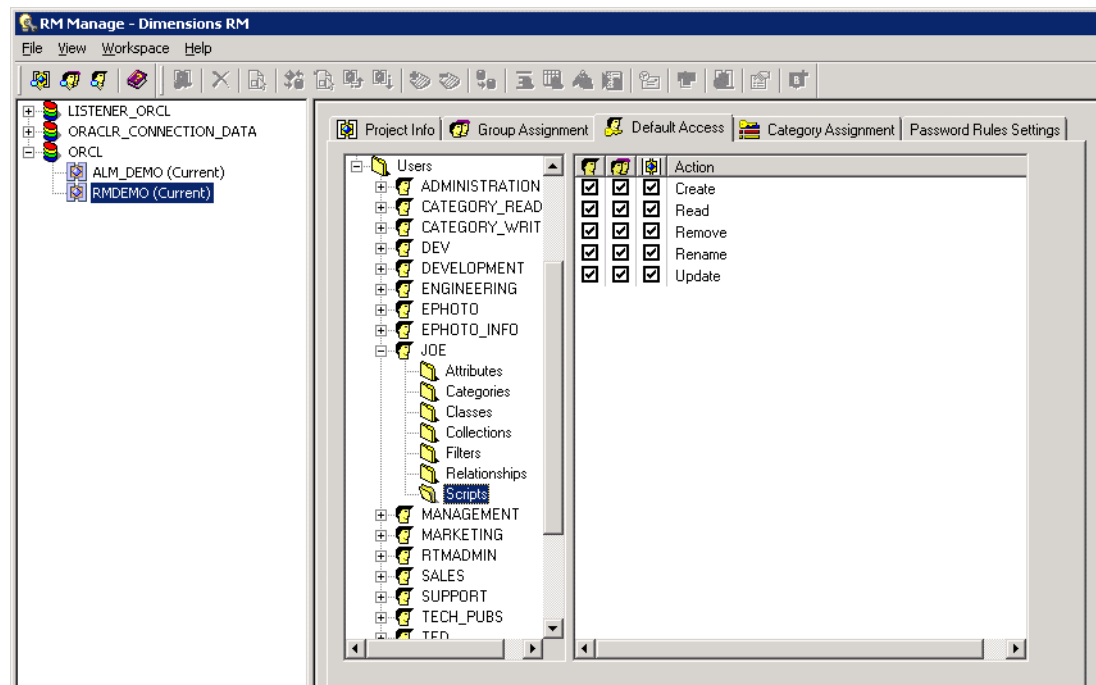 RM Manage - Dimensions RM
File View Workspace Help
LISTENER_ORCL
ORACLR_CONNECTION_DATA
ORCL
ALM_DEMO (Current)
RMDEMO (Current)
Project Info Group Assignment Default Access Category Assignment Password Rules Settings
Users
ADMINISTRATION
CATEGORY_READ
CATEGORY_WRIT
DEV
DEVELOPMENT
ENGINEERING
EPHOTO
EPHOTO_INFO
JOE
Attributes
Categories
Classes
Collections
Filters
Relationships
Scripts
MANAGEMENT
MARKETING
RTMADMIN
SALES
SUPPORT
TECH_PUBS
TED
Action
Create
Read
Remove
Rename
Update